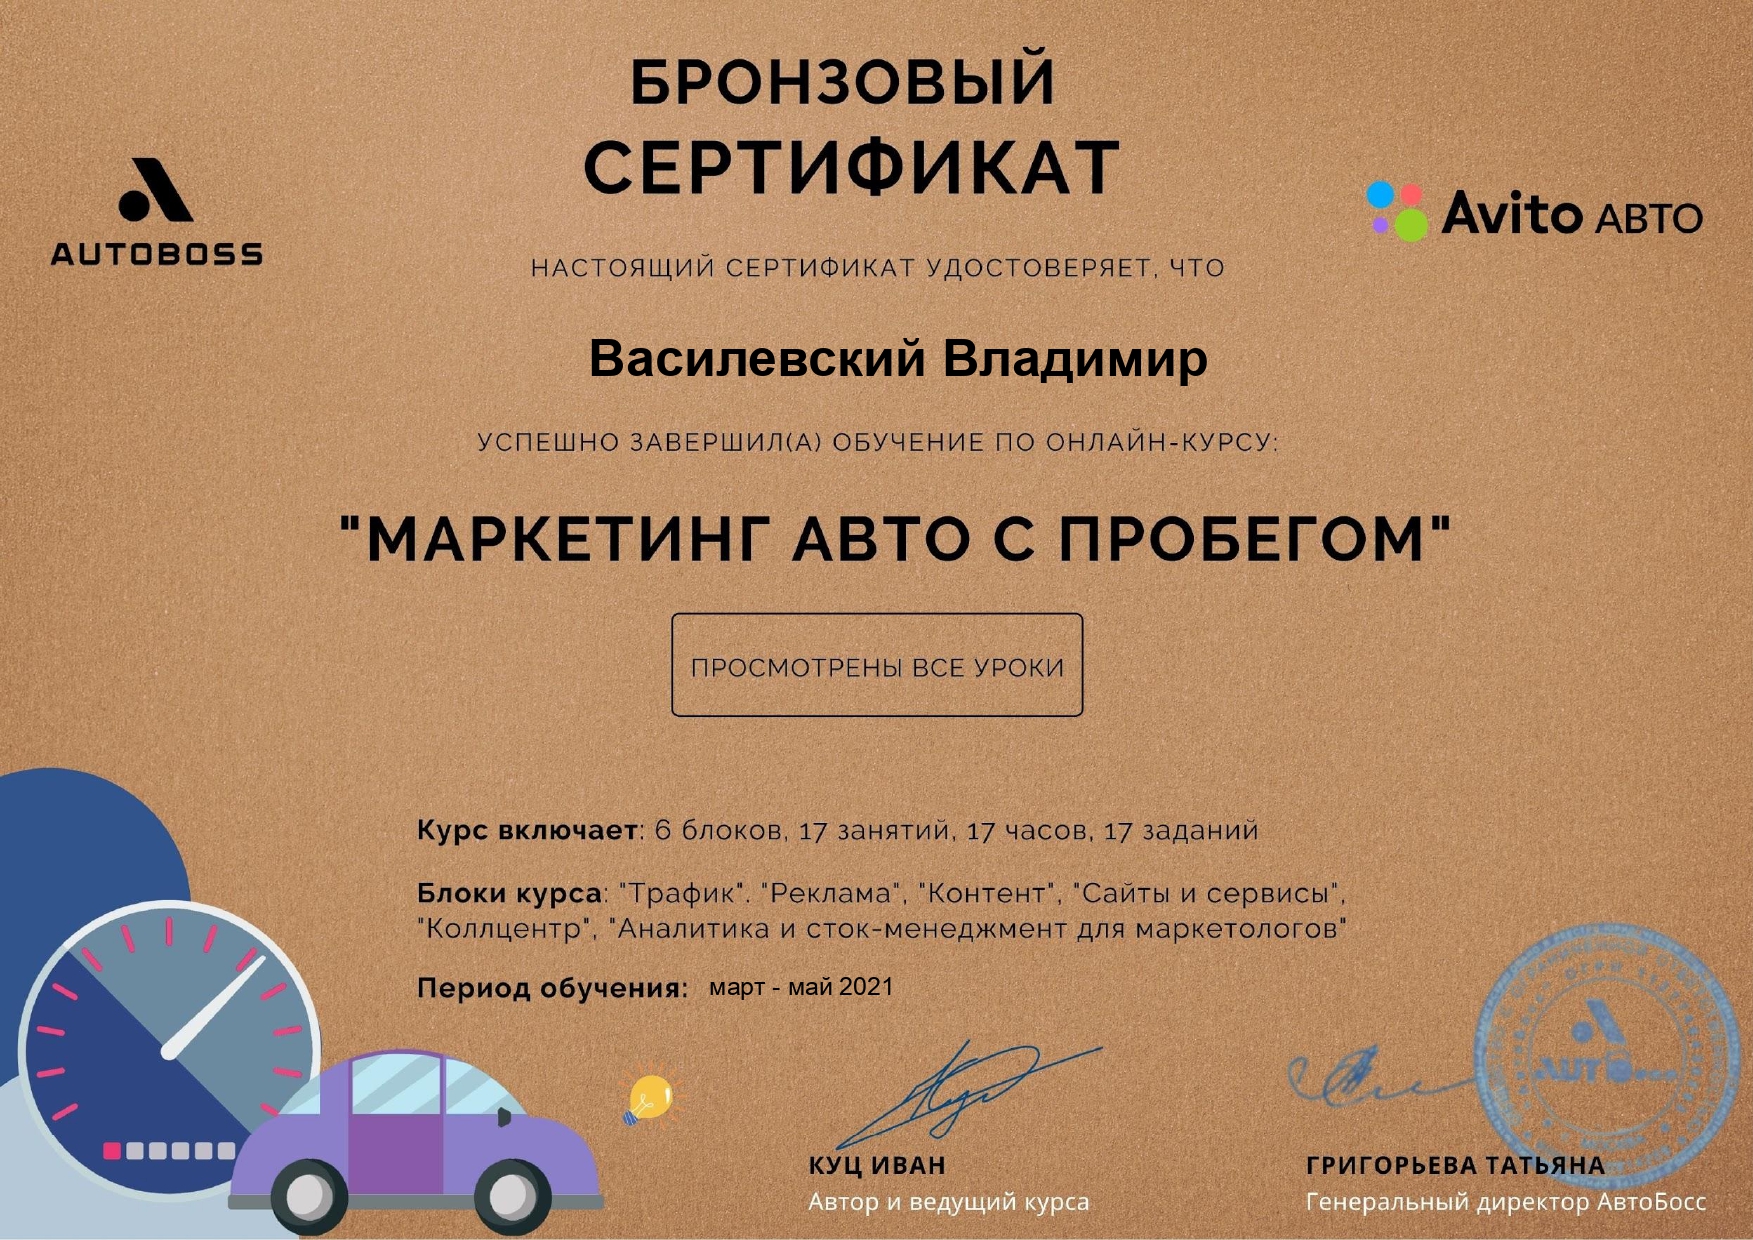 БРОНЗОВЫЙ
СЕРТИФИКАТ
AUTOBOSS
Avito АВТО
НАСТОЯЩИЙ СЕРТИФИКАТ УДОСТОВЕРЯЕТ, ЧТО
Василевский Владимир
УСПЕШНО ЗАВЕРШИЛ(А) ОБУЧЕНИЕ ПО ОНЛАЙН-КУРСУ:
"МАРКЕТИНГ АВТО С ПРОБЕГОМ"
ПРОСМОТРЕНЫ ВСЕ УРОКИ
Курс включает: 6 блоков, 17 занятий, 17 часов, 17 заданий
Блоки курса: "Трафик". "Реклама", "Контент", "Сайты и сервисы",
"Коллцентр", "Аналитика и сток-менеджмент для маркетологов"
Период обучения: март - май 2021
КУЦ ИВАН
Автор и ведущий курса
ГРИГОРЬЕВА ТАТЬЯНА
Генеральный директор АвтоБосс